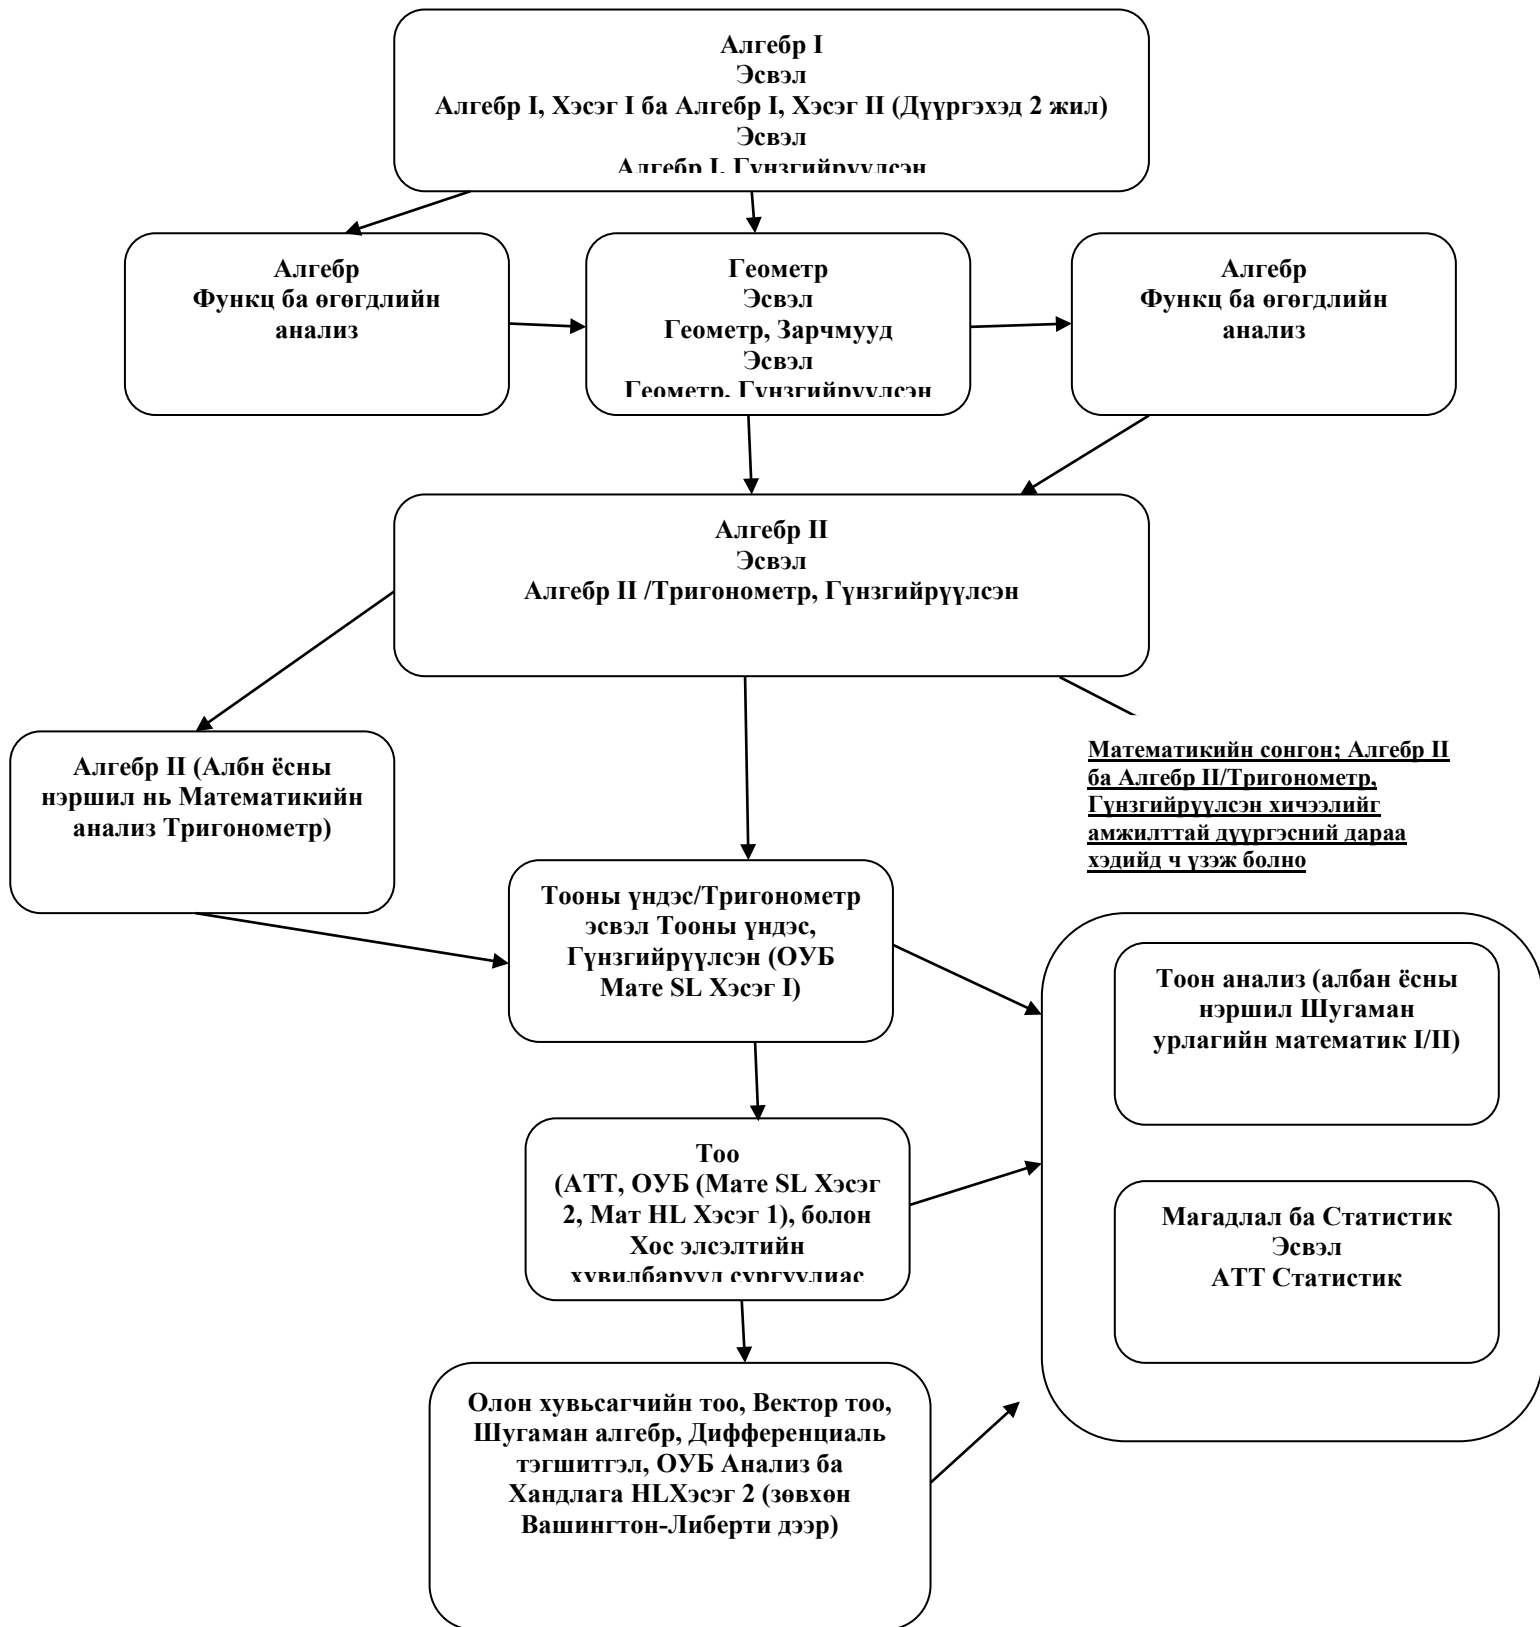 Алгебр I
Эсвэл
Алгебр I, Хэсэг I ба Алгебр I, Хэсэг II (Дүүргэхэд 2 жил)
Эсвэл
Алгебр I, Гүнзгийрүүлсэн
Алгебр
Функц ба өгөгдлийн
анализ
Геометр
Эсвэл
Геометр, Зарчмууд
Эсвэл
Геометр, Гүнзгийрүүлсэн
Алгебр
Функц ба өгөгдлийн
анализ
Алгебр II
Эсвэл
Алгебр II /Тригонометр, Гүнзгийрүүлсэн
Алгебр II (Албн ёсны
нэршил нь Математикийн
анализ Тригонометр)
Математикийн сонгон; Алгебр II
ба Алгебр II/Тригонометр,
Гүнзгийрүүлсэн хичээлийг
амжилттай дүүргэсний дараа
хэдийд ч үзэж болно
Тооны үндэс/Тригонометр
эсвэл Тооны үндэс,
Гүнзгийрүүлсэн (ОУБ
Мате SL Хэсэг I)
Тоон анализ (албан ёсны
нэршил Шугаман
урлагийн математик I/II)
Тоо
(АТТ, ОУБ (Мате SL Хэсэг
2, Мат HL Хэсэг 1), болон
Хос элсэлтийн
хувилбарууд сургуулиас
Магадлал ба Статистик
Эсвэл
АТТ Статистик
Олон хувьсагчийн тоо, Вектор тоо,
Шугаман алгебр, Дифференциаль
тэгшитгэл, ОУБ Анализ ба
Хандлага HLХэсэг 2 (зөвхөн
Вашингтон-Либерти дээр)